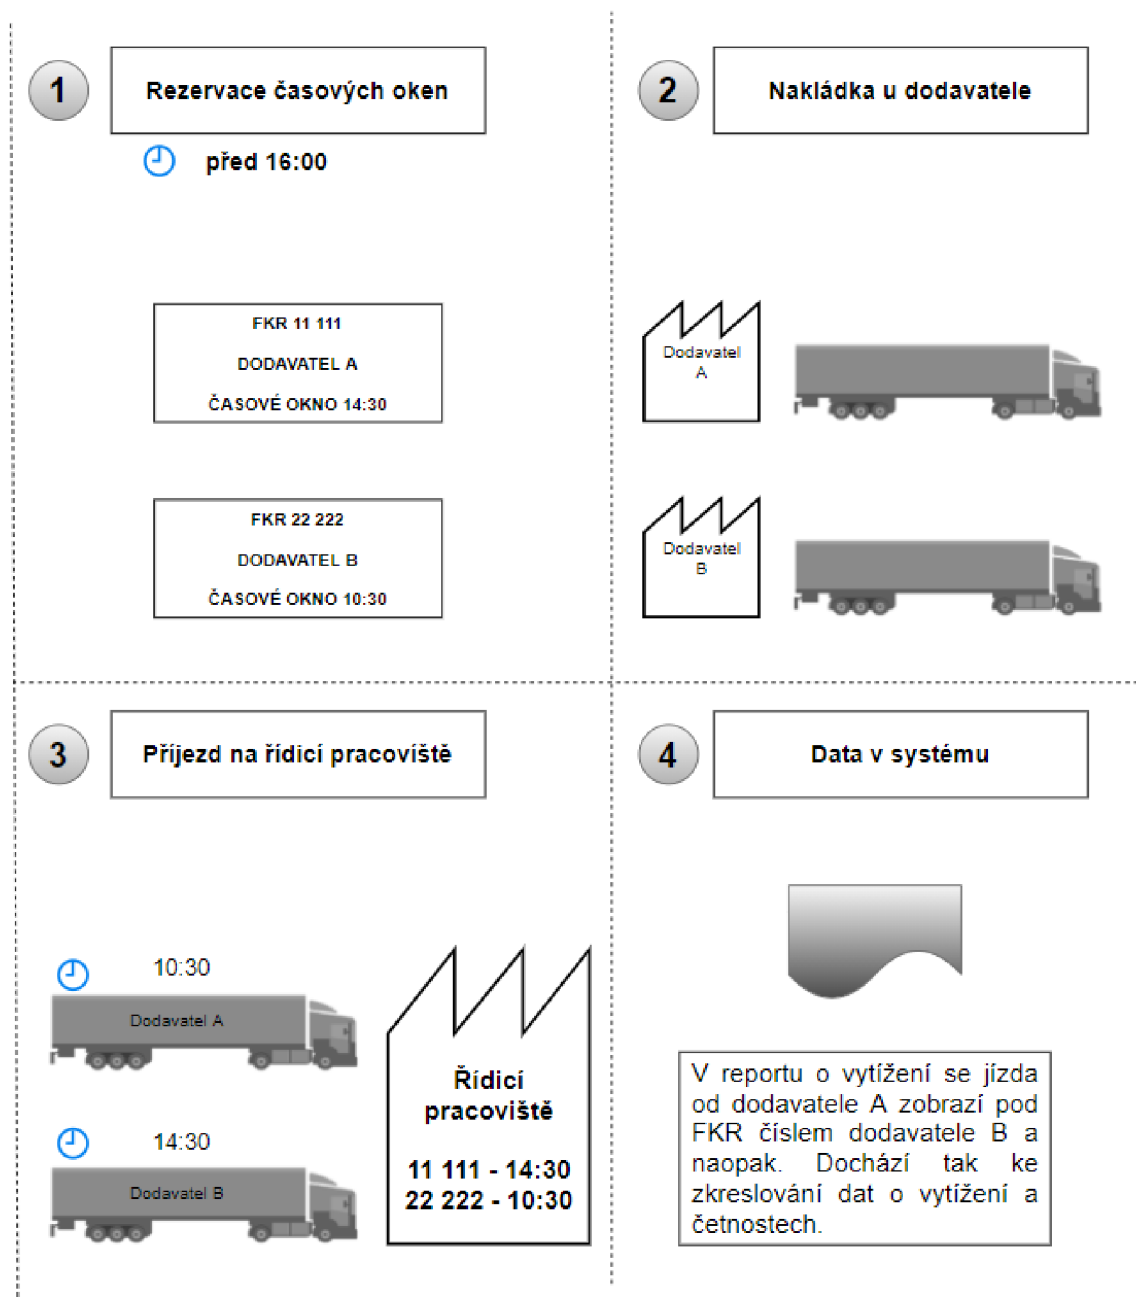 1
Rezervace časových oken
před 16:00
FKR 11 111
DODAVATEL A
ČASOVÉ OKNO 14:30
FKR 22 222
DODAVATEL B
ČASOVÉ OKNO 10:30
2
Nakládka u dodavatele
Dodavatel
A
Dodavatel
B
3
Příjezd na řídicí pracovíště
10:30
Dodavatel A
14:30
Dodavatel B
Řídicí
pracoviště
11 111 - 14:30
22 222 - 10:30
4
Data v systému
V reportu o vytížení se jízda
od dodavatele A zobrazí pod
FKR číslem dodavatele B a
naopak. Dochází tak ke
zkreslování dat o vytížení a
četnostech.